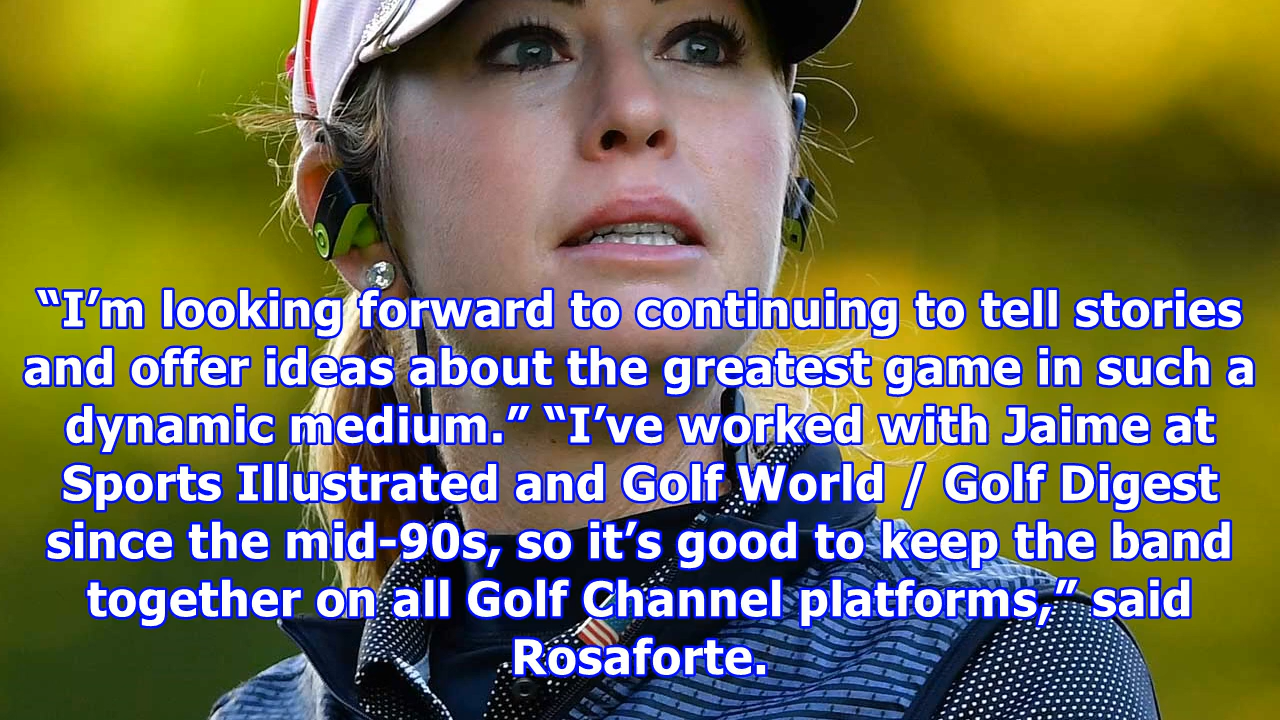 “I’m looking forward to continuing to tell stories
and offer ideas about the greatest game in such a
dynamic medium.” “I’ve worked with Jaime at
Sports Illustrated and Golf World / Golf Digest
since the mid-90s, so it’s good to keep the band
together on all Golf Channel platforms,” said
Rosaforte.